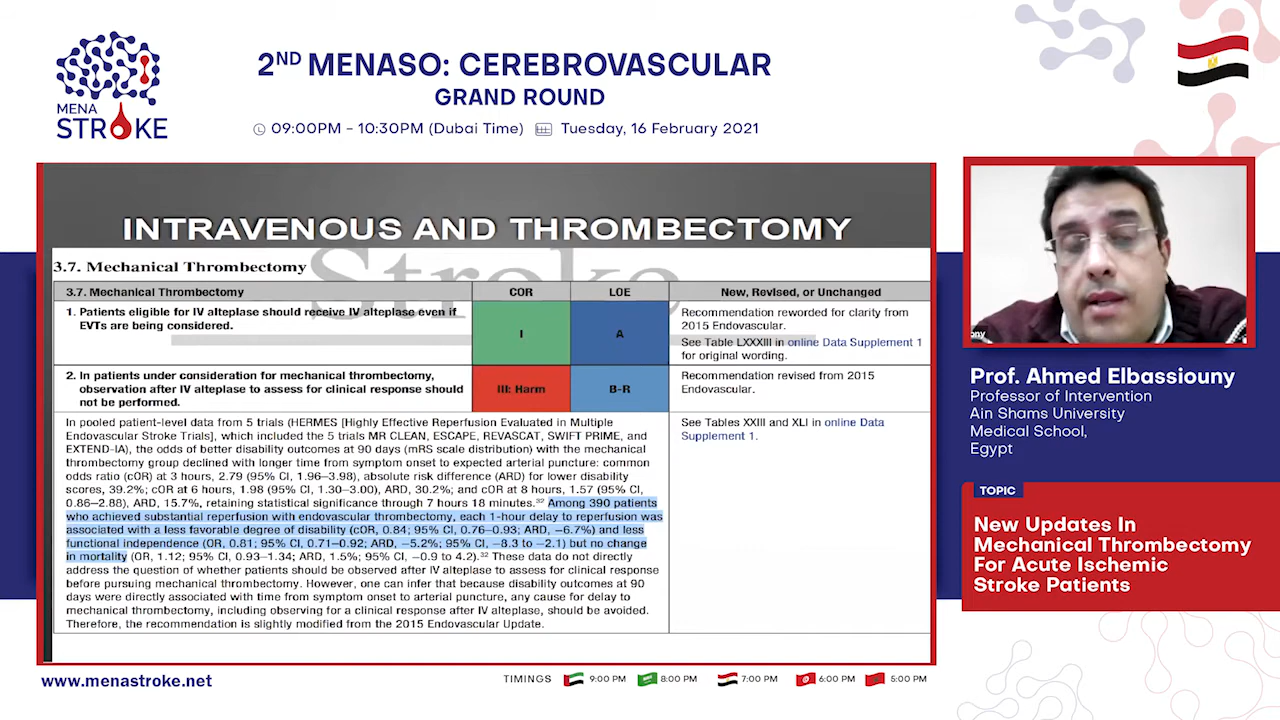 MENA
STROKE
2ND MENASO: CEREBROVASCULAR
GRAND ROUND
09:00PM - 10:30PM (Dubai Time) Tuesday, 16 February 2021
INTRAVENOUS AND THROMBECTOMY
Stroke
3.7. Mechanical Thrombectomy
3.7. Mechanical Thrombectomy COR LOE New, Revised, or Unchanged
1. Patients eligible for IV alteplase should receive IV alteplase even if
EVTs are being considered.
I
A
Recommendation reworded for clarity from
2015 Endovascular.
See Table LXXXIII in online Data Supplement 1
for original wording.
2. In patients under consideration for mechanical thrombectomy,
observation after IV alteplase to assess for clinical response should
not be performed.
III: Harm
B-R
Recommendation revised from 2015
Endovascular.
In pooled patient-level data from 5 trials (HERMES [Highly Effective Reperfusion Evaluated in Multiple
Endovascular Stroke Trials], which included the 5 trials MR CLEAN, ESCAPE, REVASCAT, SWIFT PRIME, and
EXTEND-IA), the odds of better disability outcomes at 90 days (mRS scale distribution) with the mechanical
thrombectomy group declined with longer time from symptom onset to expected arterial puncture: common
odds ratio (cOR) at 3 hours, 2.79 (95% CI, 1.96–3.98), absolute risk difference (ARD) for lower disability
scores, 39.2%; cOR at 6 hours, 1.98 (95% CI, 1.30–3.00), ARD, 30.2%; and cOR at 8 hours, 1.57 (95% CI,
0.86–2.88), ARD, 15.7%, retaining statistical significance through 7 hours 18 minutes.32 Among 390 patients
who achieved substantial reperfusion with endovascular thrombectomy, each 1-hour delay to reperfusion was
associated with a less favorable degree of disability (cOR, 0.84; 95% CI, 0.76–0.93; ARD, −6.7%) and less
functional independence (OR, 0.81; 95% CI, 0.71–0.92; ARD, −5.2%; 95% CI, −8.3 to −2.1) but no change
in mortality (OR, 1.12; 95% CI, 0.93–1.34; ARD, 1.5%; 95% CI, −0.9 to 4.2).32 These data do not directly
address the question of whether patients should be observed after IV alteplase to assess for clinical response
before pursuing mechanical thrombectomy. However, one can infer that because disability outcomes at 90
days were directly associated with time from symptom onset to arterial puncture, any cause for delay to
mechanical thrombectomy, including observing for a clinical response after IV alteplase, should be avoided.
Therefore, the recommendation is slightly modified from the 2015 Endovascular Update.
See Tables XXIII and XLI in online Data
Supplement 1.
Prof. Ahmed Elbassiouny
Professor of Intervention
Ain Shams University
Medical School,
Egypt
TOPIC
New Updates In
Mechanical Thrombectomy
For Acute Ischemic
Stroke Patients
www.menastroke.net
TIMINGS 9:00 PM 8:00 PM 7:00 PM 6:00 PM 5:00 PM